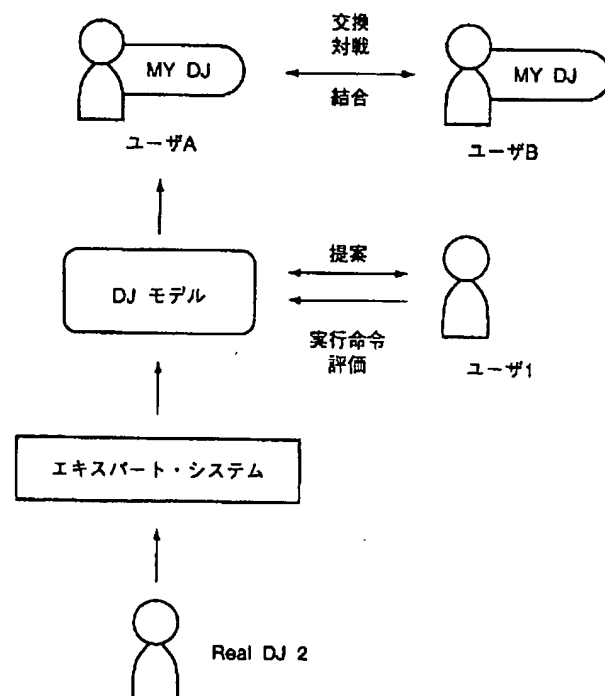 交換
対戦
MY DJ
MY DJ
結合
ユーザA
ユーザB
提案
DJ モデル
実行命令
評価
ユーザ1
エキスパート・システム
Real DJ 2